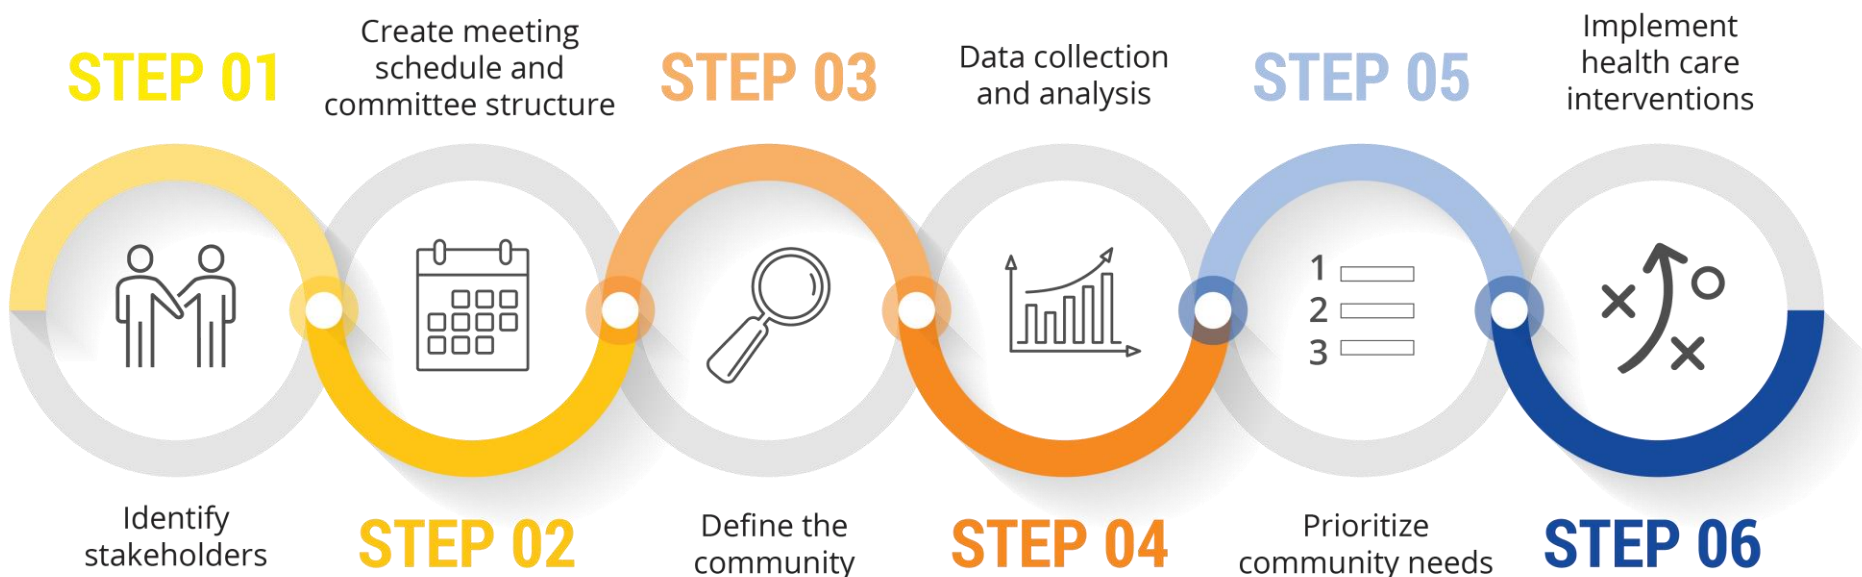 STEP 01
Identify
stakeholders
Create meeting
schedule and
committee structure
STEP 02
STEP 03
Define the
community
Data collection
and analysis
STEP 04
STEP 05
1
2
3
Prioritize
community needs
Implement
health care
interventions
STEP 06